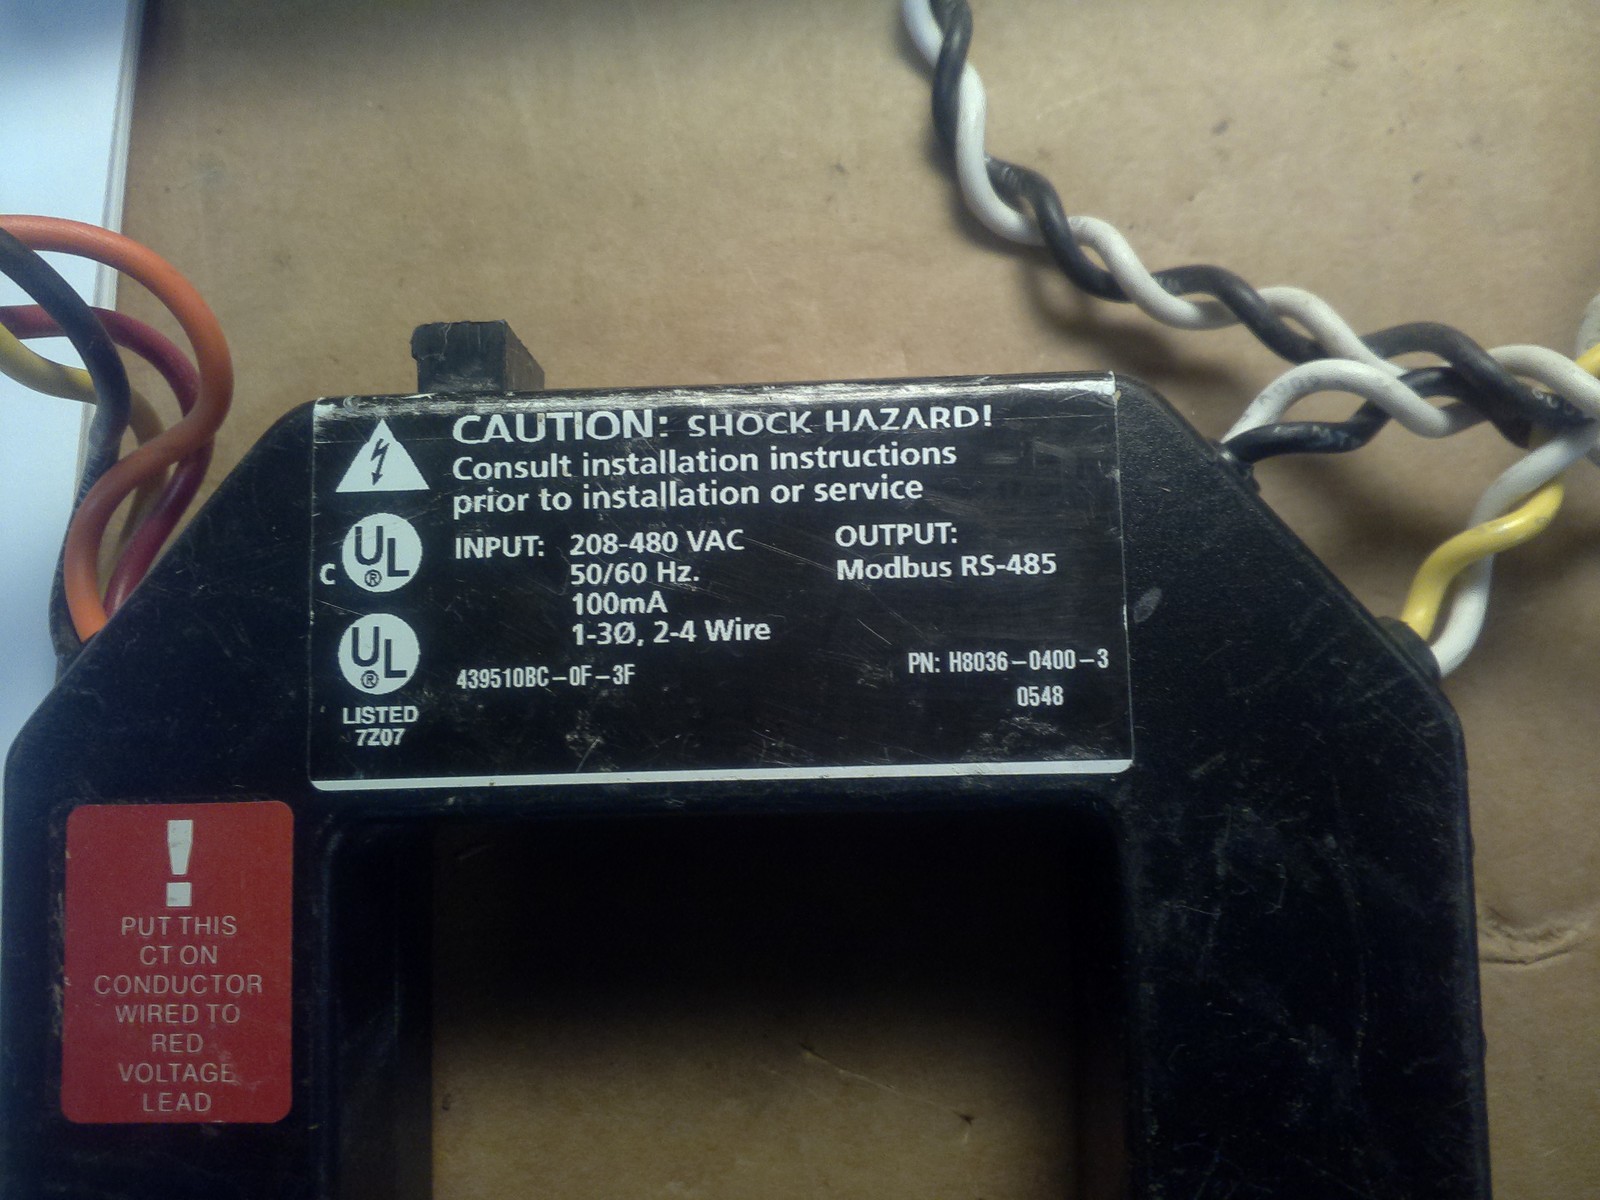 CAUTION: SHOCK HAZARD!
Consult installation instructions
prior to installation or service
C UL ®
UL ®
LISTED
7Z07
INPUT: 208-480 VAC
50/60 Hz.
100mA
1-3Ø, 2-4 Wire
OUTPUT:
Modbus RS-485
439510BC-0F-3F
PN: H8036-0400-3
0548
!
PUT THIS
CT ON
CONDUCTOR
WIRED TO
RED
VOLTAGE
LEAD